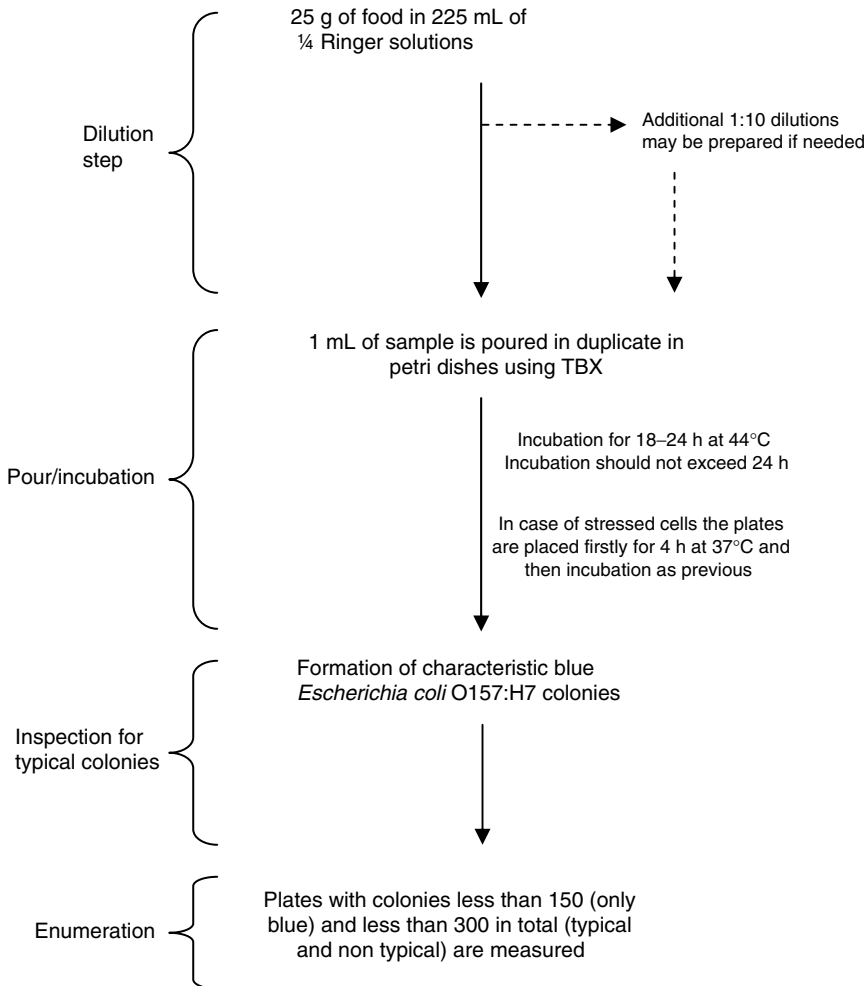 25 g of food in 225 mL of
¼ Ringer solutions
Dilution
step
Additional 1:10 dilutions
may be prepared if needed
1 mL of sample is poured in duplicate in
petri dishes using TBX
Pour/incubation
Incubation for 18–24 h at 44°C
Incubation should not exceed 24 h
In case of stressed cells the plates
are placed firstly for 4 h at 37°C and
then incubation as previous
Formation of characteristic blue
Escherichia coli O157:H7 colonies
Inspection for
typical colonies
Plates with colonies less than 150 (only
blue) and less than 300 in total (typical
and non typical) are measured
Enumeration